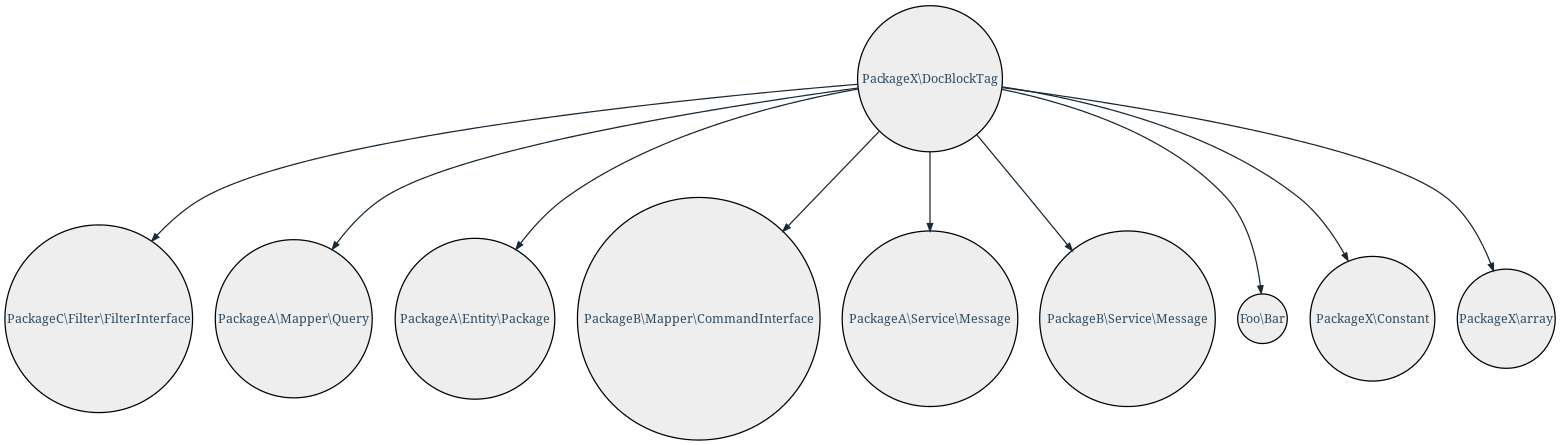 PackageX\DocBlockTag
PackageC\Filter\FilterInterface
PackageA\Mapper\Query
PackageA\Entity\Package
PackageB\Mapper\CommandInterface
PackageA\Service\Message
PackageB\Service\Message
Foo\Bar
PackageX\Constant
PackageX\array